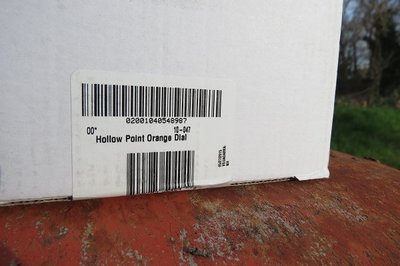 02001040548987
00" 10-047
Hollow Point Orange Dial